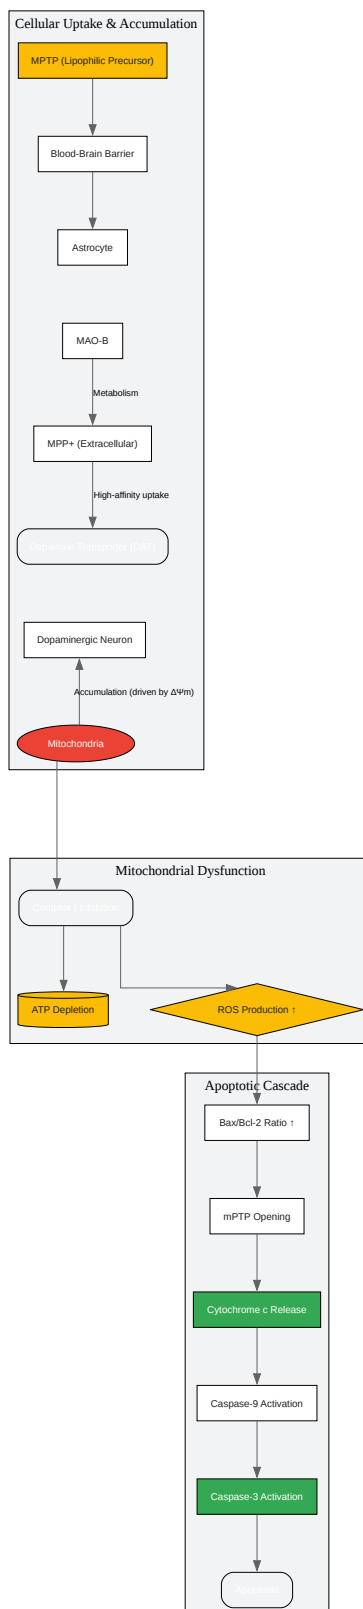 Cellular Uptake & Accumulation
MPTP (Lipophilic Precursor)
Blood-Brain Barrier
Astrocyte
MAO-B
Metabolism
MPP+ (Extracellular)
High-affinity uptake
Dopamine Transporter (DAT)
Dopaminergic Neuron
Accumulation (driven by ΔΨm)
Mitochondria
Mitochondrial Dysfunction
Complex I Inhibition
ATP Depletion
ROS Production ↑
Apoptotic Cascade
Bax/Bcl-2 Ratio ↑
mPTP Opening
Cytochrome c Release
Caspase-9 Activation
Caspase-3 Activation
Apoptosis